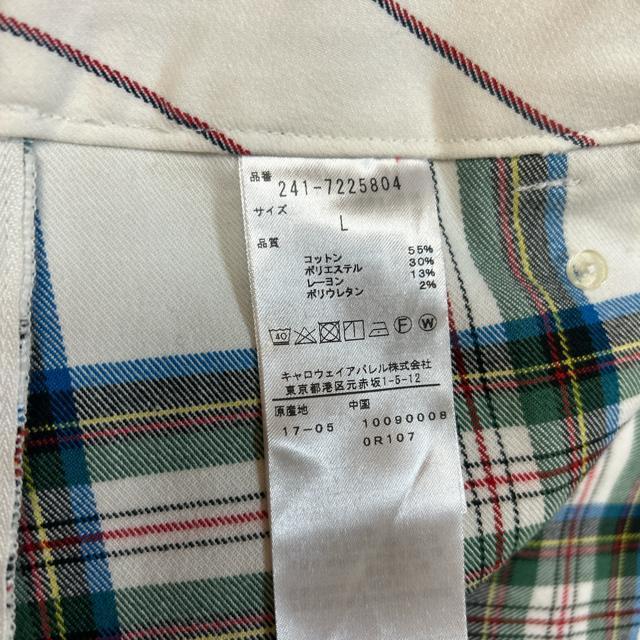 品番
241-7225804
サイズ
L
品質
コットン 55%
ポリエステル 30%
レーヨン 13%
ポリウレタン 2%
40 F W
キャロウェイアパレル株式会社
東京都港区元赤坂1-5-12
原産地 中国
17-05 10090008
0R107